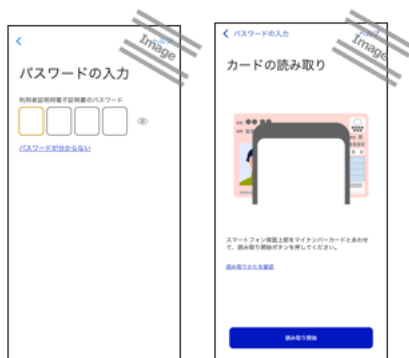 パスワードの入力
利用者証明用電子証明書のパスワード
パスワードが分からない
Image
パスワードの入力
カードの読み取り
Image
スマートフォン背面上部をマイナンバーカードとあわせ
て、読み取り開始ボタンを押してください。
読み取りかたを確認
読み取り開始